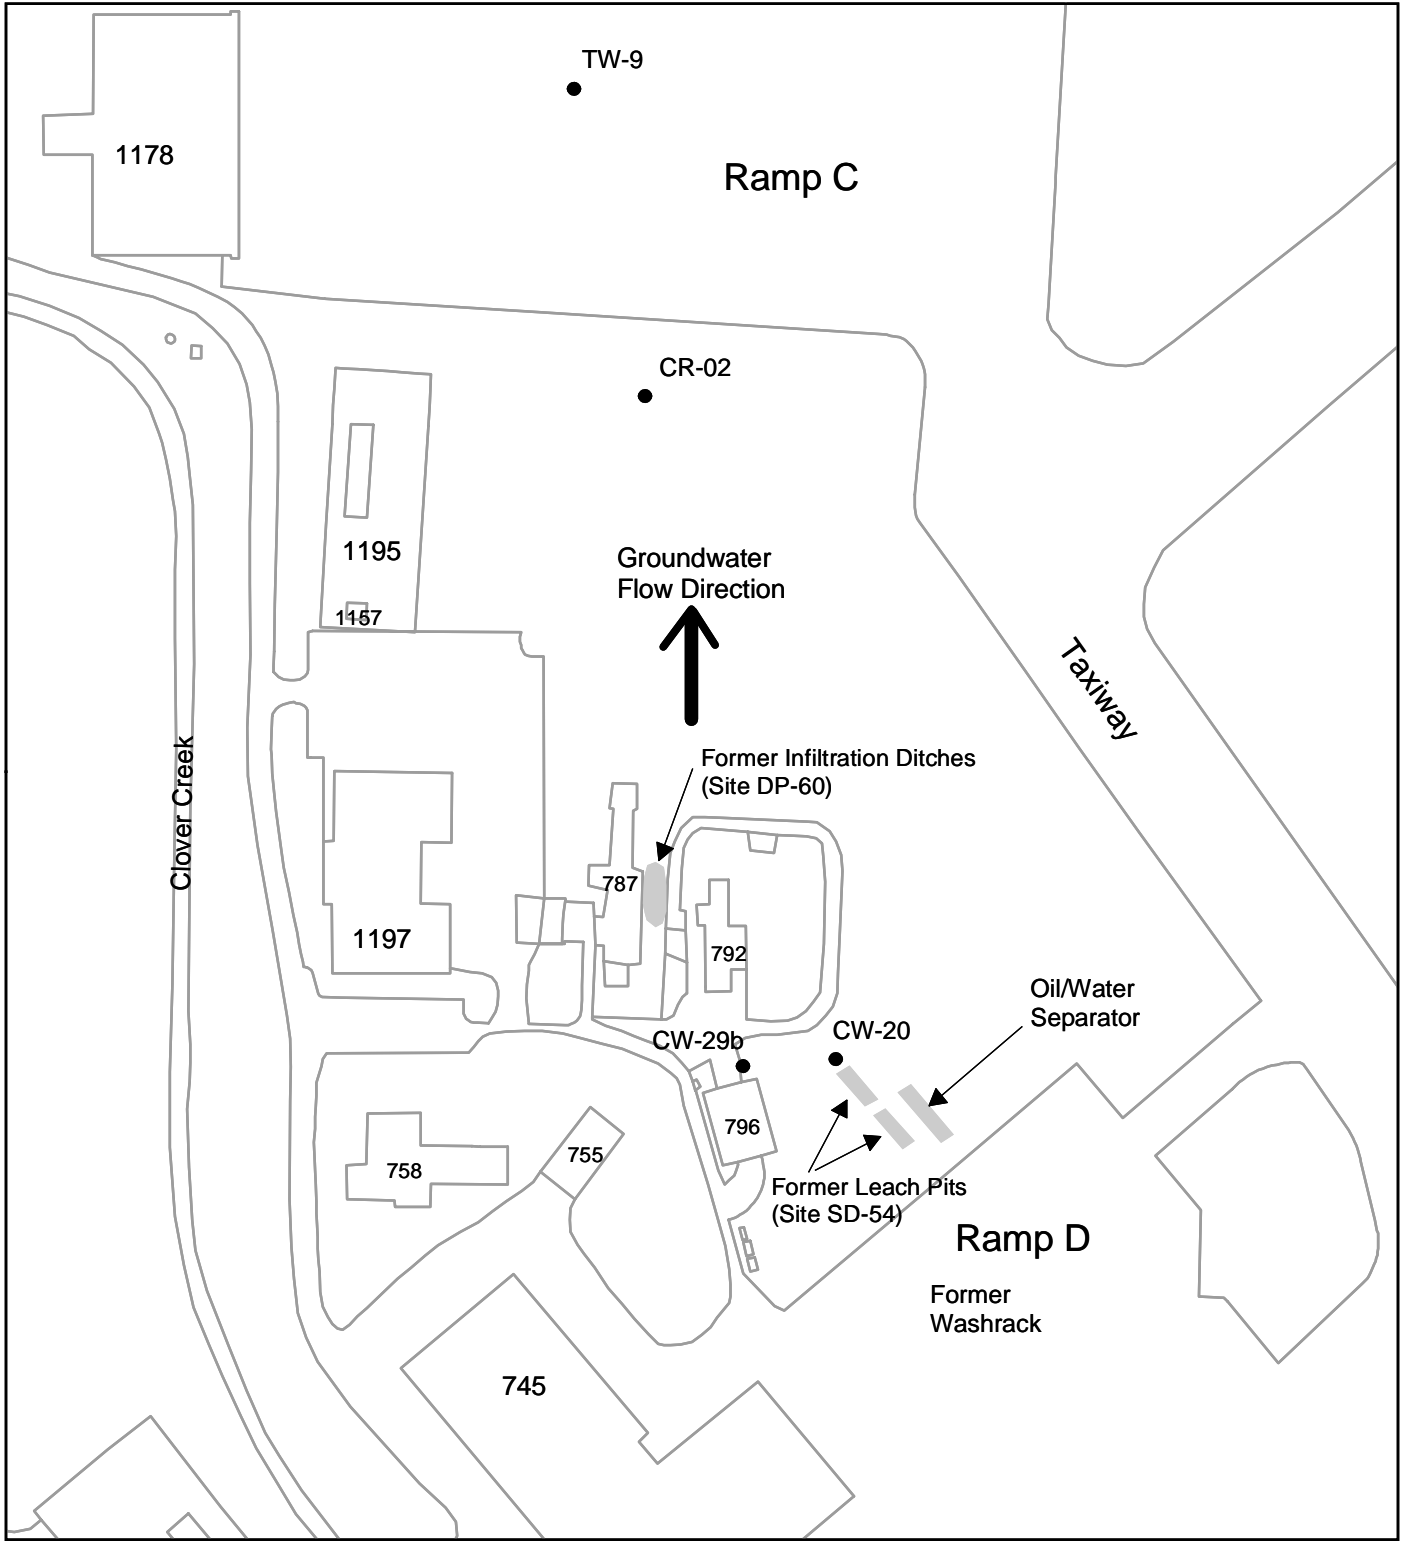 TW-9
1178
Ramp C
CR-02
1195
1157
Groundwater
Flow Direction
Taxiway
Clover Creek
Former Infiltration Ditches
(Site DP-60)
787
792
1197
Oil/Water
Separator
CW-29b
CW-20
796
758
755
Former Leach Pits
(Site SD-54)
Ramp D
Former
Washrack
745